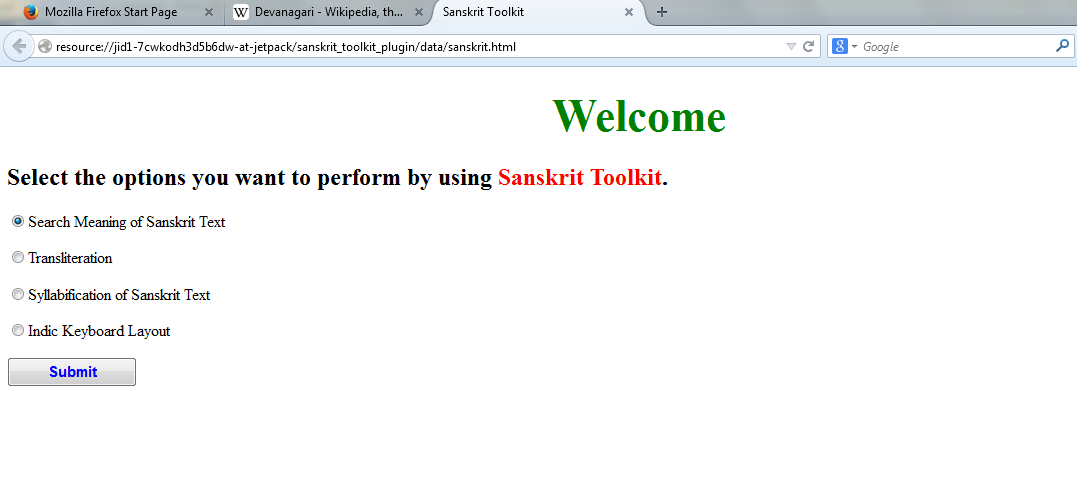 Mozilla Firefox Start Page
Devanagari - Wikipedia, th...
Sanskrit Toolkit
resource://jid1-7cwkodh3d5b6dw-at-jetpack/sanskrit_toolkit_plugin/data/sanskrit.html
Google
Welcome
Select the options you want to perform by using Sanskrit Toolkit.
Search Meaning of Sanskrit Text
Transliteration
Syllabification of Sanskrit Text
Indic Keyboard Layout
Submit